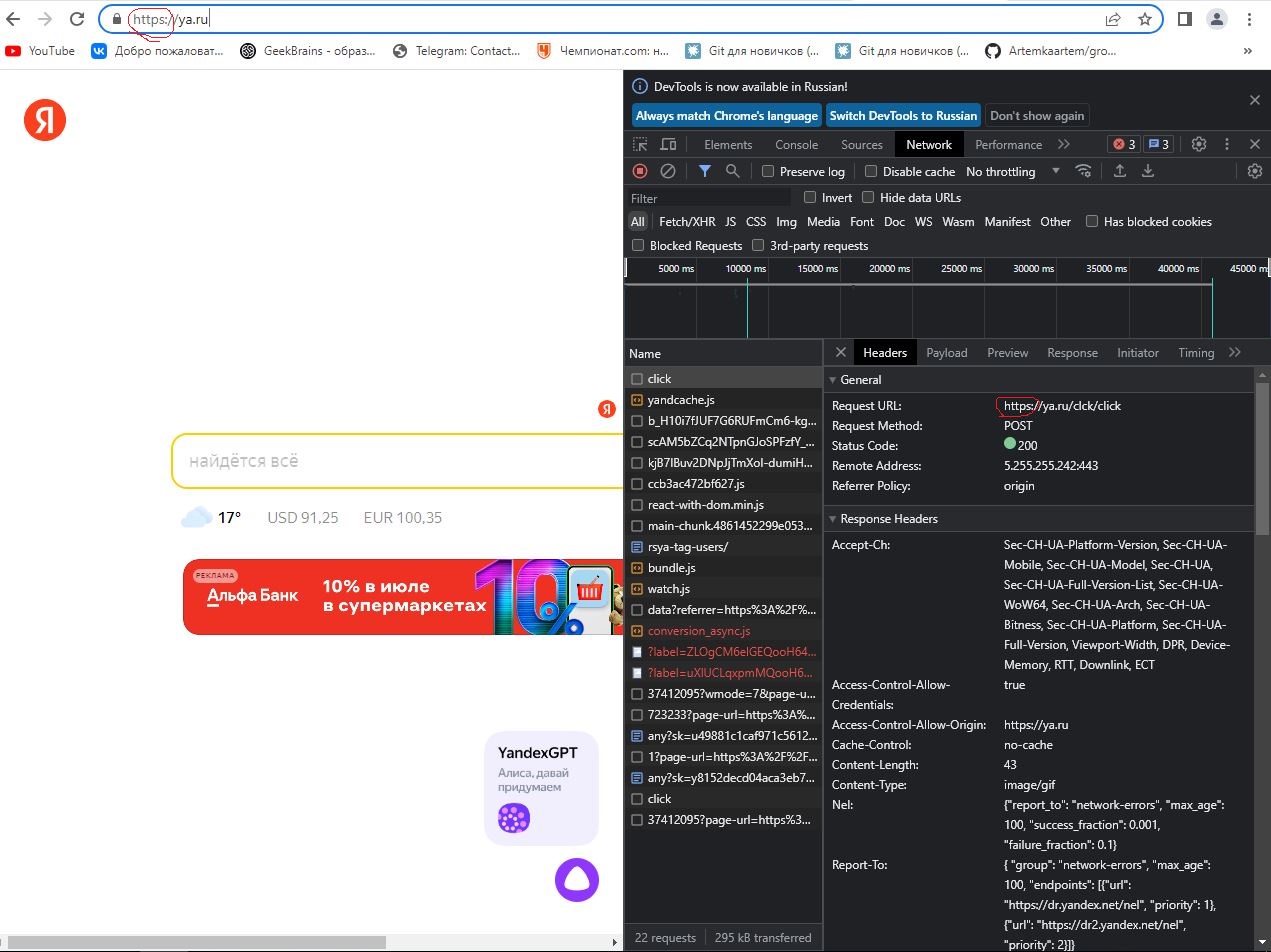 https://ya.ru
YouTube
Добро пожаловат...
GeekBrains - образ...
Telegram: Contact...
Чемпионат.com: н...
Git для новичков (...
Git для новичков (...
Artemkaartem/gro...
»
Я
Я
найдётся всё
17°
USD 91,25
EUR 100,35
РЕКЛАМА
Альфа Банк
10% в июле
в супермаркетах
10%
YandexGPT
Алиса, давай
придумаем
DevTools is now available in Russian!
Always match Chrome's language
Switch DevTools to Russian
Don't show again
Elements
Console
Sources
Network
Performance
3
3
Preserve log
Disable cache
No throttling
Filter
Invert
Hide data URLs
All
Fetch/XHR
JS
CSS
Img
Media
Font
Doc
WS
Wasm
Manifest
Other
Has blocked cookies
Blocked Requests
3rd-party requests
5000 ms
10000 ms
15000 ms
20000 ms
25000 ms
30000 ms
35000 ms
40000 ms
45000 m
Name
click
yandcache.js
b_H10i7fJUF7G6RUFmCm6-kg...
scAM5bZCq2NTpnGJoSPFzfY_...
kjB7IBuv2DNpJjTmXoI-dumiH...
ccb3ac472bf627.js
react-with-dom.min.js
main-chunk.4861452299e053...
rsya-tag-users/
bundle.js
watch.js
data?referrer=https%3A%2F%...
conversion_async.js
?label=ZLOgCM6elGEQooH64...
?label=uXlUCLqxpmMQooH6...
37412095?wmode=7&page-u...
723233?page-url=https%3A%...
any?sk=u49881c1caf971c5612...
1?page-url=https%3A%2F%2F...
any?sk=y8152decd04aca3eb7...
click
37412095?page-url=https%3...
22 requests
295 kB transferred
Headers
Payload
Preview
Response
Initiator
Timing
General
Request URL:
https://ya.ru/clck/click
Request Method:
POST
Status Code:
200
Remote Address:
5.255.255.242:443
Referrer Policy:
origin
Response Headers
Accept-Ch:
Sec-CH-UA-Platform-Version, Sec-CH-UA-
Mobile, Sec-CH-UA-Model, Sec-CH-UA,
Sec-CH-UA-Full-Version-List, Sec-CH-UA-
WoW64, Sec-CH-UA-Arch, Sec-CH-UA-
Bitness, Sec-CH-UA-Platform, Sec-CH-UA-
Full-Version, Viewport-Width, DPR, Device-
Memory, RTT, Downlink, ECT
Access-Control-Allow-
Credentials:
true
Access-Control-Allow-Origin:
https://ya.ru
Cache-Control:
no-cache
Content-Length:
43
Content-Type:
image/gif
Nel:
{"report_to": "network-errors", "max_age":
100, "success_fraction": 0.001,
"failure_fraction": 0.1}
Report-To:
{ "group": "network-errors", "max_age":
100, "endpoints": [{"url":
"https://dr.yandex.net/nel", "priority": 1},
{"url": "https://dr2.yandex.net/nel",
"priority": 2}]}